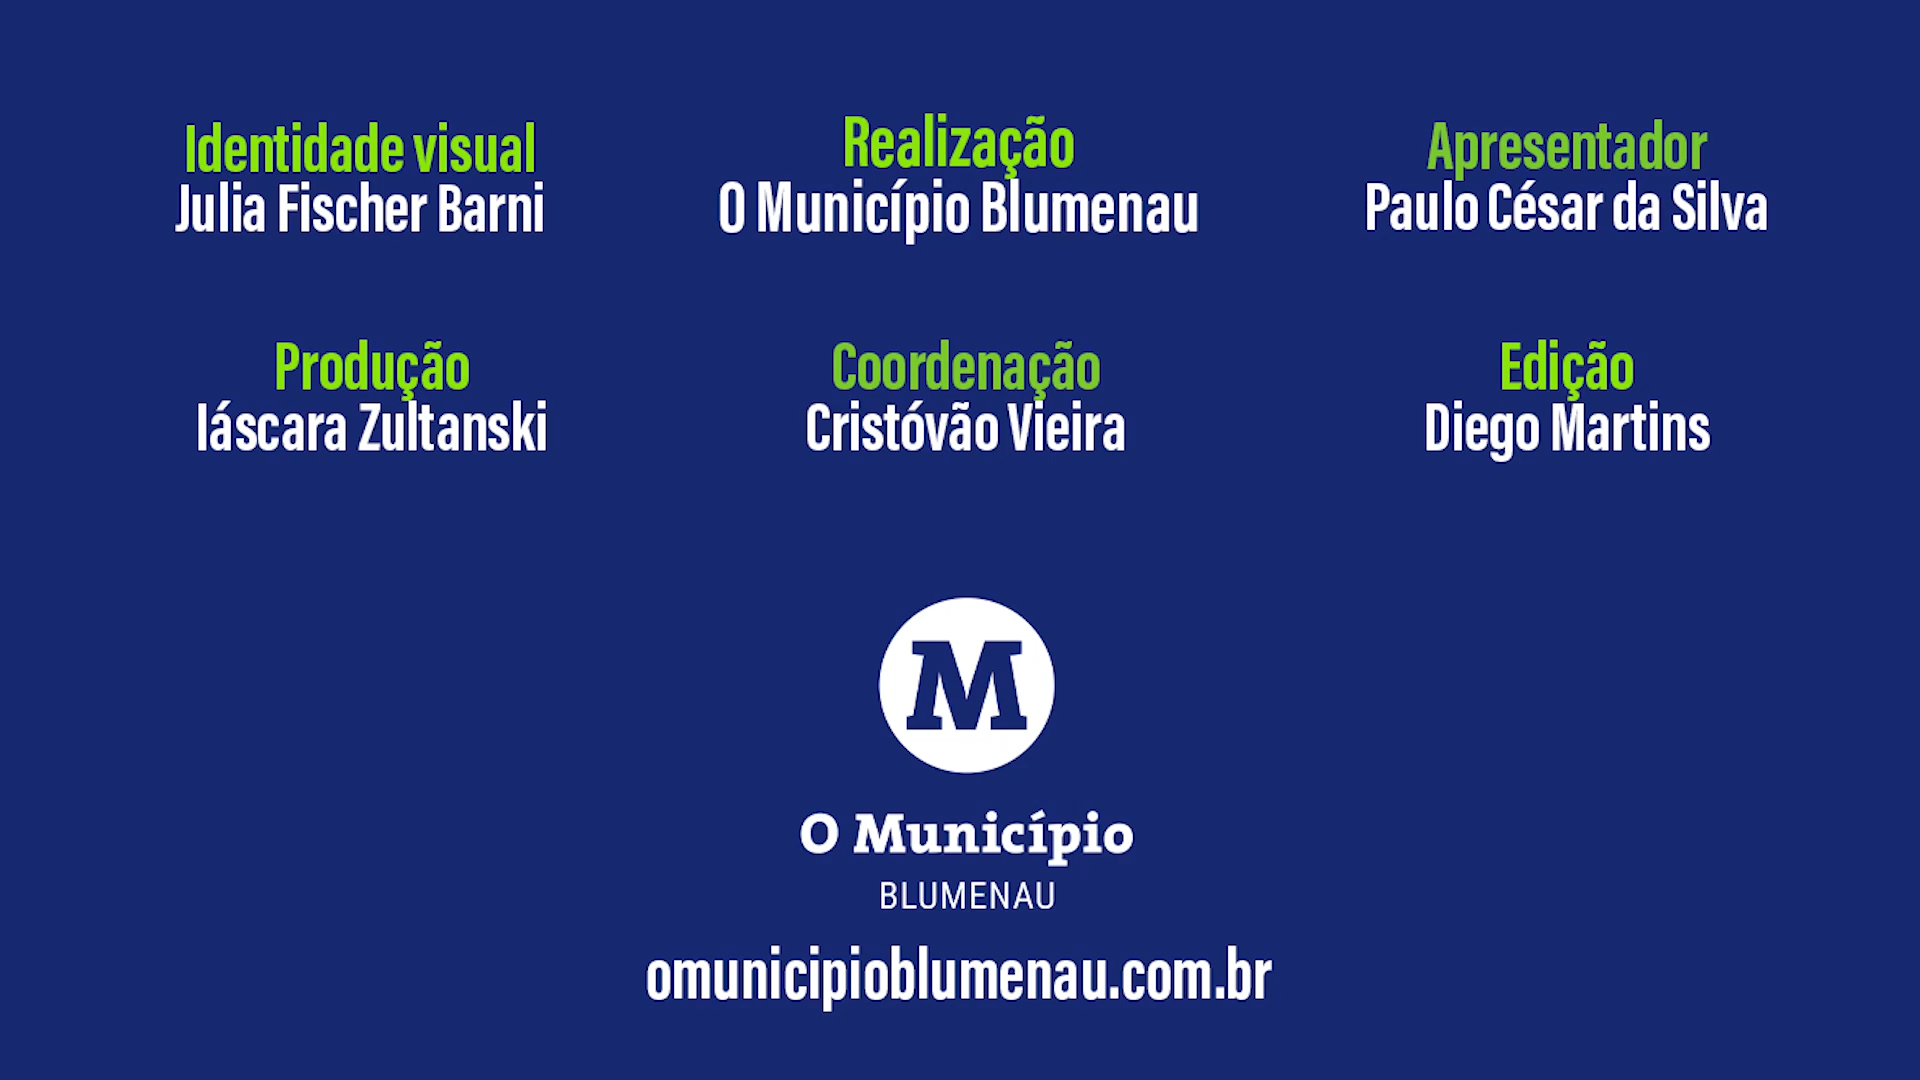 Identidade visual
Julia Fischer Barni
Realização
O Município Blumenau
Apresentador
Paulo César da Silva
Produção
Iáscara Zultanski
Coordenação
Cristóvão Vieira
Edição
Diego Martins
M
O Município
BLUMENAU
omunicipioblumenau.com.br